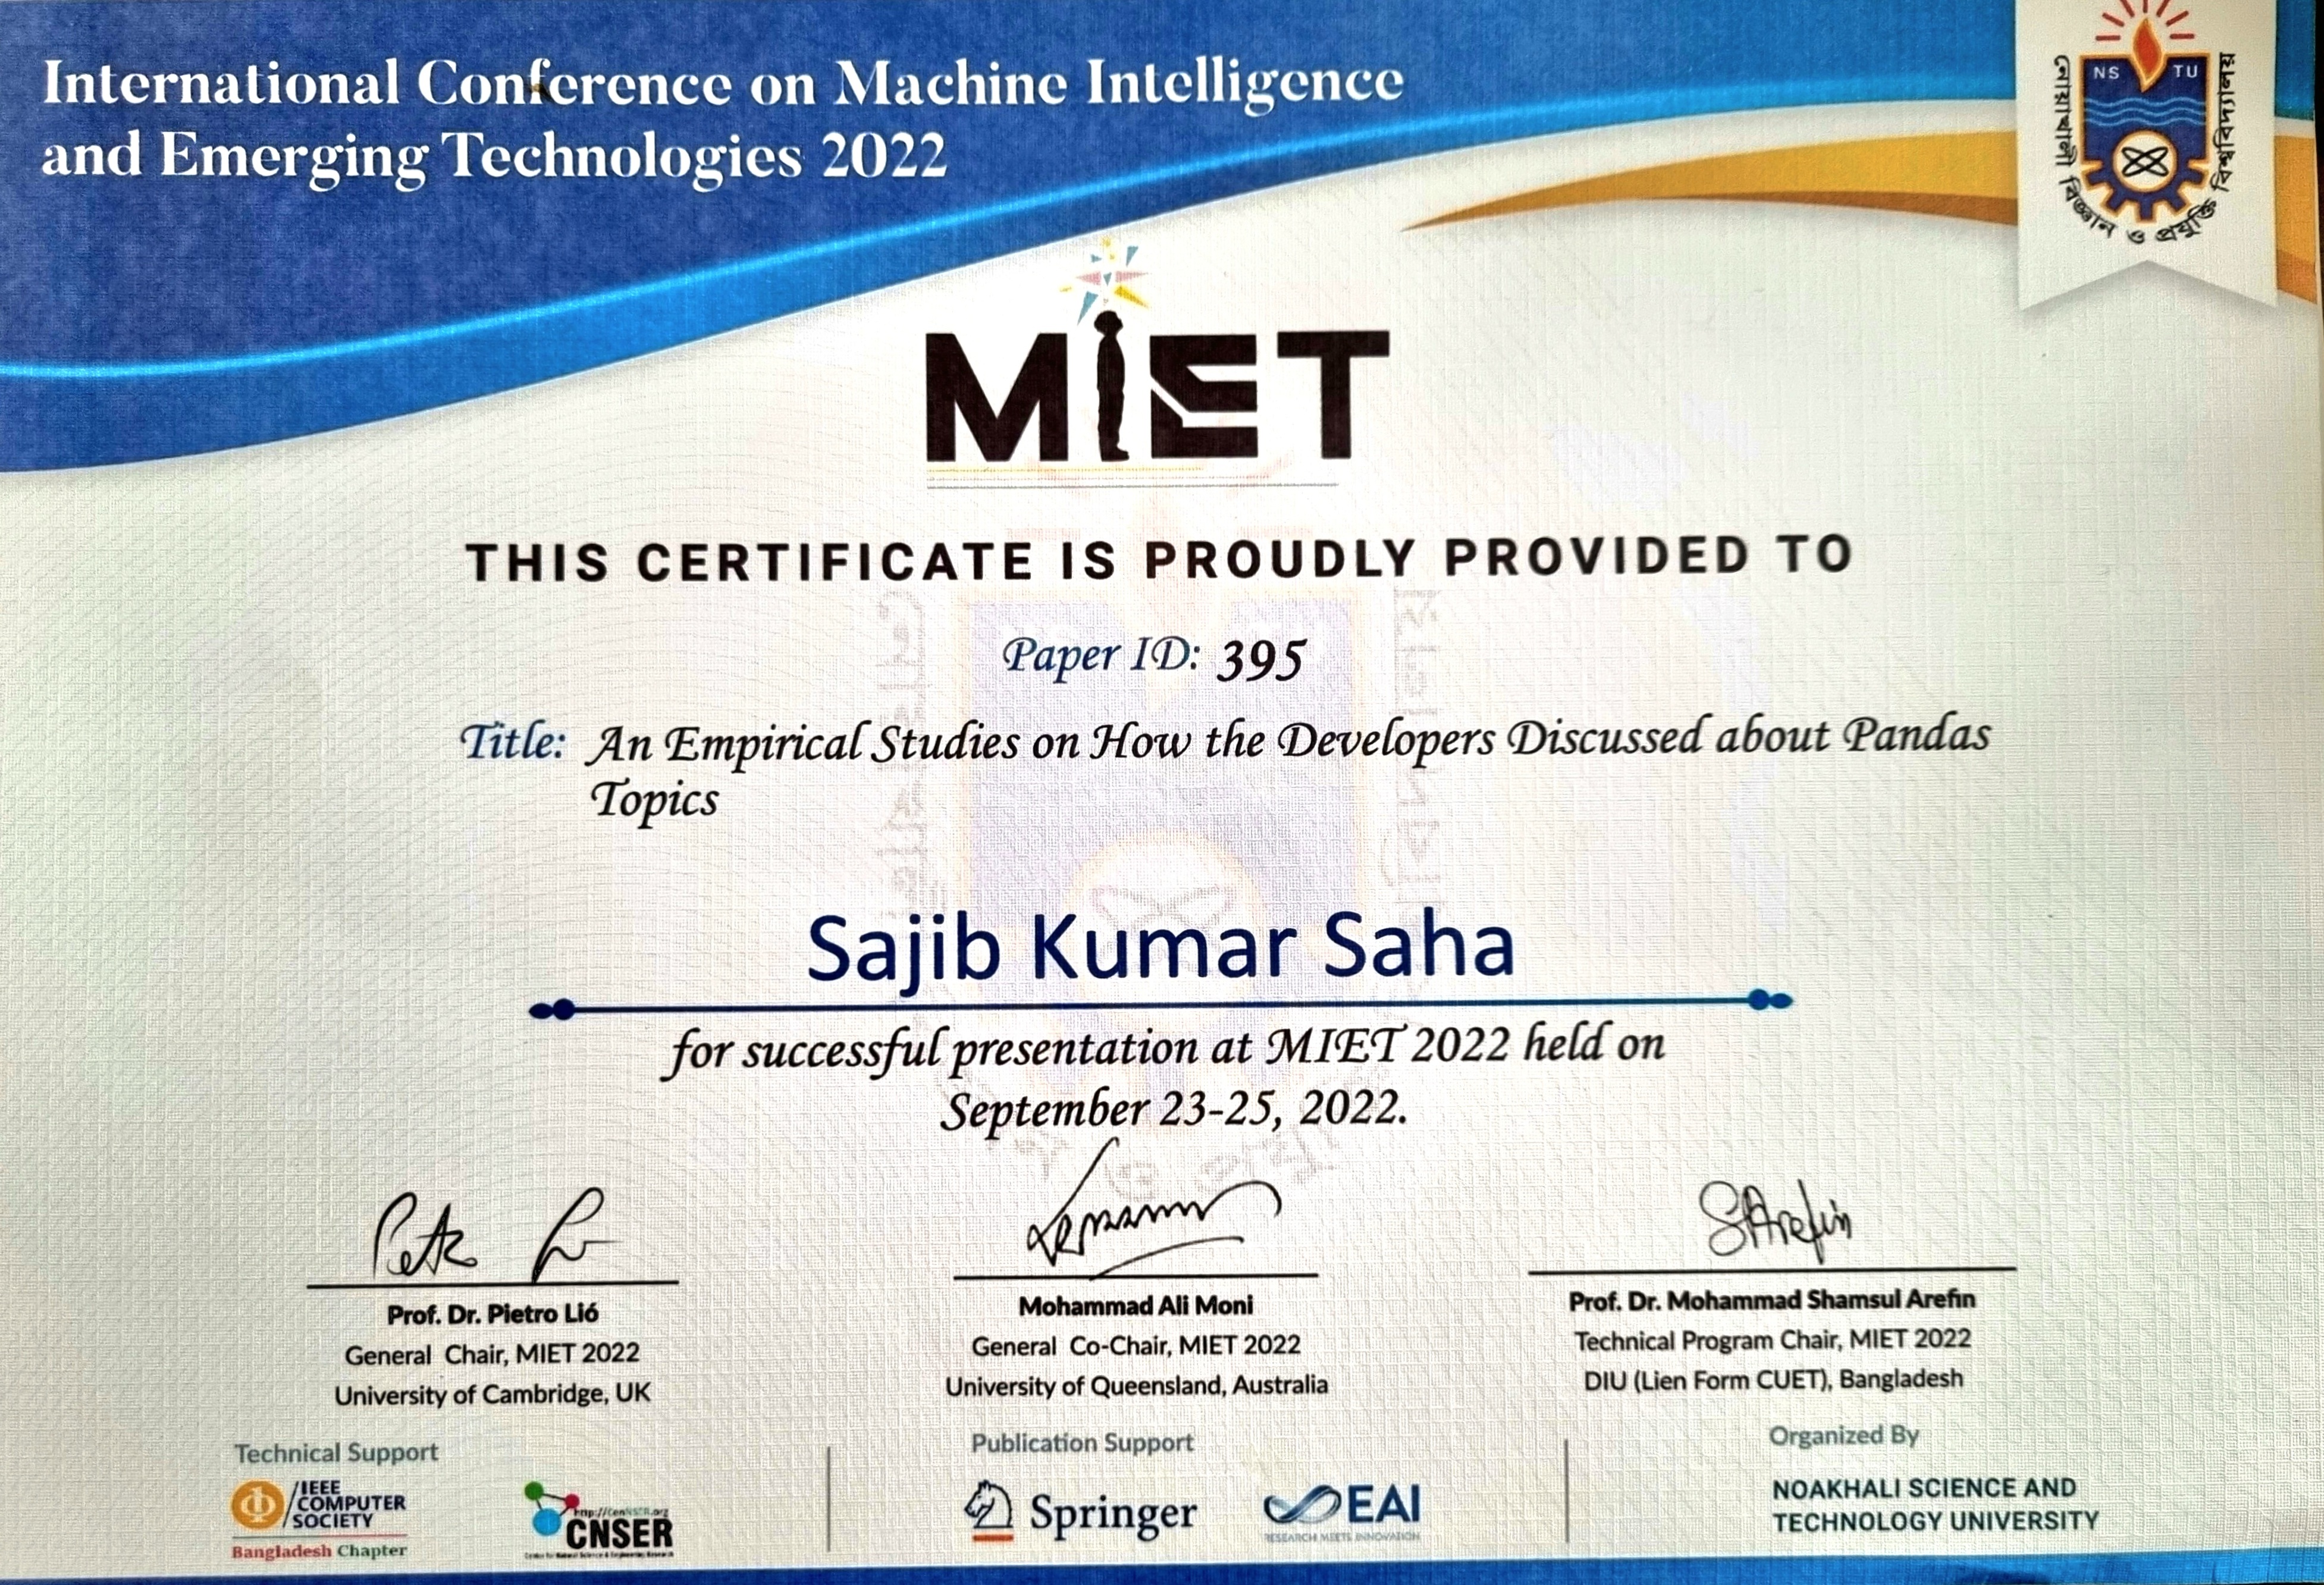 International Conference on Machine Intelligence
and Emerging Technologies 2022
NS TU
নোয়াখালী বিজ্ঞান ও প্রযুক্তি বিশ্ববিদ্যালয়
MIET
THIS CERTIFICATE IS PROUDLY PROVIDED TO
Paper ID: 395
Title: An Empirical Studies on How the Developers Discussed about Pandas
Topics
Sajib Kumar Saha
for successful presentation at MIET 2022 held on
September 23-25, 2022.
SArefin
Prof. Dr. Pietro Lió
General Chair, MIET 2022
University of Cambridge, UK
Mohammad Ali Moni
General Co-Chair, MIET 2022
University of Queensland, Australia
Prof. Dr. Mohammad Shamsul Arefin
Technical Program Chair, MIET 2022
DIU (Lien Form CUET), Bangladesh
Technical Support
IEEE
COMPUTER
SOCIETY
Bangladesh Chapter
CNSER
Publication Support
Springer
EAI
RESEARCH MEETS INNOVATION
Organized By
NOAKHALI SCIENCE AND
TECHNOLOGY UNIVERSITY